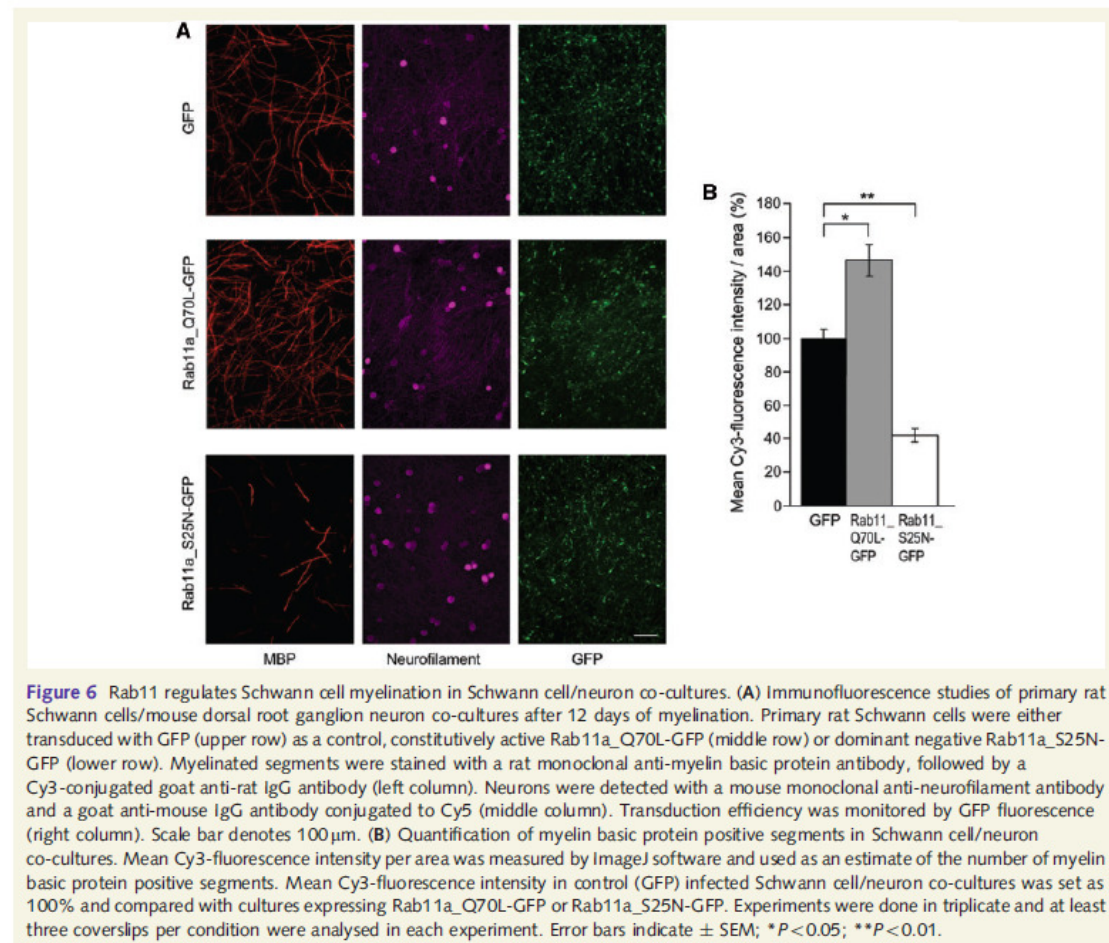 A
GFP
Rab11a_Q70L-GFP
Rab11a_S25N-GFP
MBP Neurofilament GFP
B
Mean Cy3-fluorescence intensity / area (%)
180
160
140
120
100
80
60
40
20
0
**
*
GFP Rab11_ Rab11_
Q70L- S25N-
GFP GFP
Figure 6 Rab11 regulates Schwann cell myelination in Schwann cell/neuron co-cultures. (A) Immunofluorescence studies of primary rat
Schwann cells/mouse dorsal root ganglion neuron co-cultures after 12 days of myelination. Primary rat Schwann cells were either
transduced with GFP (upper row) as a control, constitutively active Rab11a_Q70L-GFP (middle row) or dominant negative Rab11a_S25N-
GFP (lower row). Myelinated segments were stained with a rat monoclonal anti-myelin basic protein antibody, followed by a
Cy3-conjugated goat anti-rat IgG antibody (left column). Neurons were detected with a mouse monoclonal anti-neurofilament antibody
and a goat anti-mouse IgG antibody conjugated to Cy5 (middle column). Transduction efficiency was monitored by GFP fluorescence
(right column). Scale bar denotes 100 µm. (B) Quantification of myelin basic protein positive segments in Schwann cell/neuron
co-cultures. Mean Cy3-fluorescence intensity per area was measured by ImageJ software and used as an estimate of the number of myelin
basic protein positive segments. Mean Cy3-fluorescence intensity in control (GFP) infected Schwann cell/neuron co-cultures was set as
100% and compared with cultures expressing Rab11a_Q70L-GFP or Rab11a_S25N-GFP. Experiments were done in triplicate and at least
three coverslips per condition were analysed in each experiment. Error bars indicate ± SEM; *P<0.05; **P<0.01.